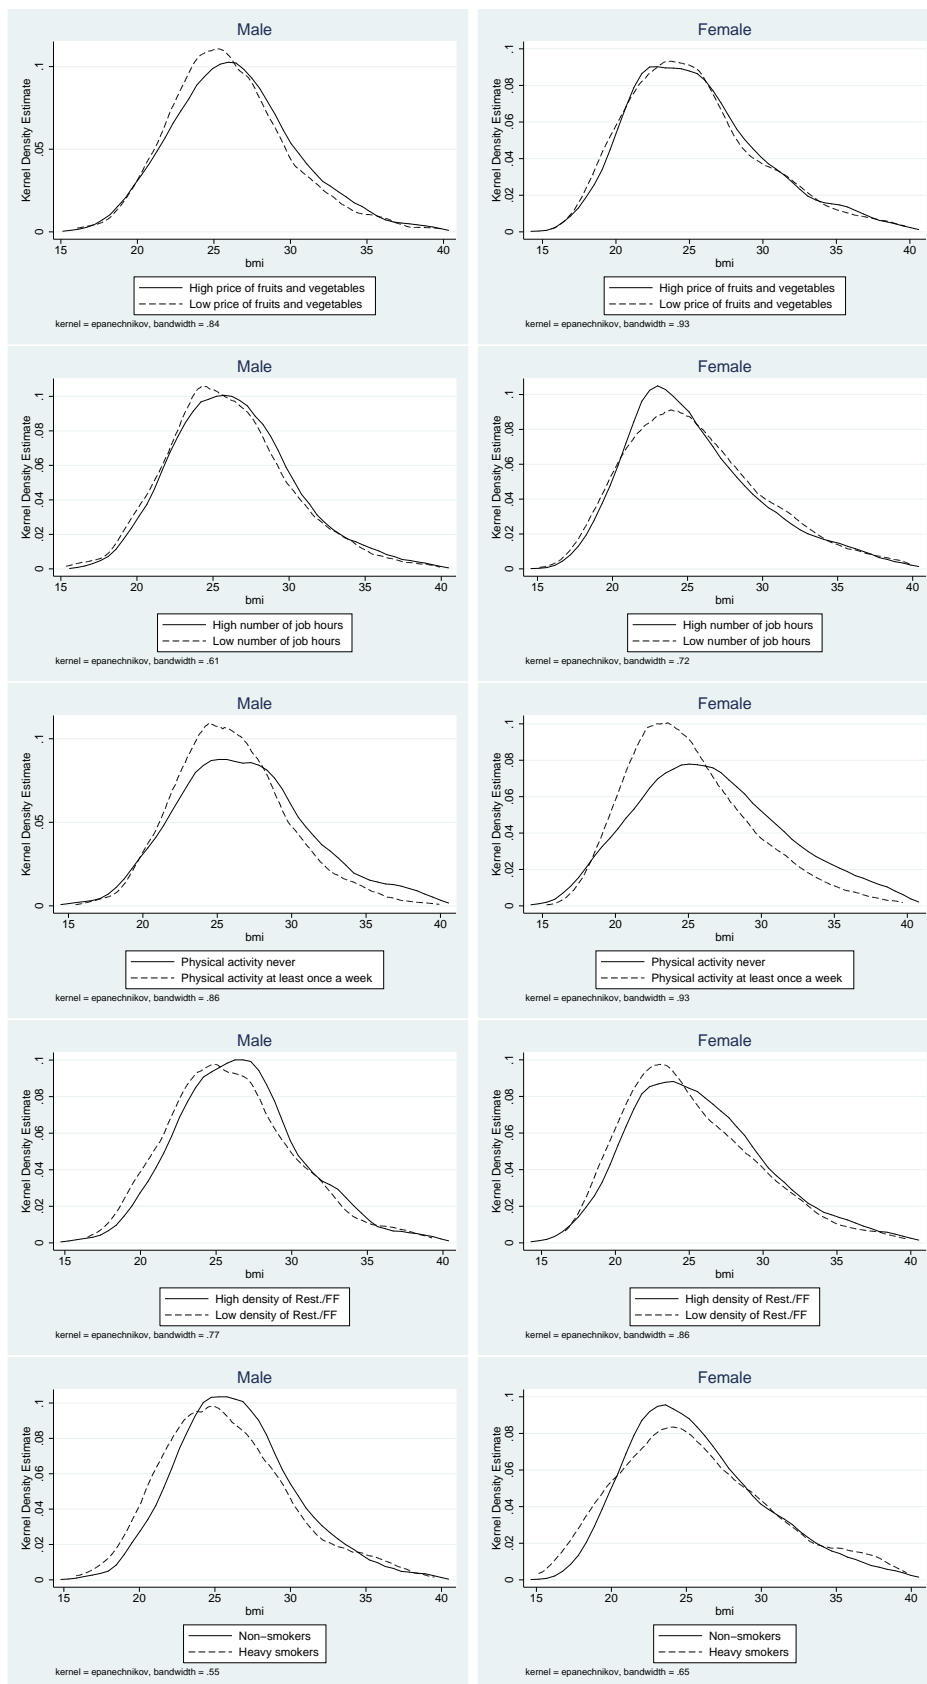 Male
Kernel Density Estimate
.1
.05
0
15 20 25 30 35 40
bmi
High price of fruits and vegetables
Low price of fruits and vegetables
kernel = epanechnikov, bandwidth = .84
Female
Kernel Density Estimate
.1
.08
.06
.04
.02
0
15 20 25 30 35 40
bmi
High price of fruits and vegetables
Low price of fruits and vegetables
kernel = epanechnikov, bandwidth = .93
Male
Kernel Density Estimate
.1
.08
.06
.04
.02
0
15 20 25 30 35 40
bmi
High number of job hours
Low number of job hours
kernel = epanechnikov, bandwidth = .61
Female
Kernel Density Estimate
.1
.08
.06
.04
.02
0
15 20 25 30 35 40
bmi
High number of job hours
Low number of job hours
kernel = epanechnikov, bandwidth = .72
Male
Kernel Density Estimate
.1
.05
0
15 20 25 30 35 40
bmi
Physical activity never
Physical activity at least once a week
kernel = epanechnikov, bandwidth = .86
Female
Kernel Density Estimate
.1
.08
.06
.04
.02
0
15 20 25 30 35 40
bmi
Physical activity never
Physical activity at least once a week
kernel = epanechnikov, bandwidth = .93
Male
Kernel Density Estimate
.1
.08
.06
.04
.02
0
15 20 25 30 35 40
bmi
High density of Rest./FF
Low density of Rest./FF
kernel = epanechnikov, bandwidth = .77
Female
Kernel Density Estimate
.1
.08
.06
.04
.02
0
15 20 25 30 35 40
bmi
High density of Rest./FF
Low density of Rest./FF
kernel = epanechnikov, bandwidth = .86
Male
Kernel Density Estimate
.1
.08
.06
.04
.02
0
15 20 25 30 35 40
bmi
Non−smokers
Heavy smokers
kernel = epanechnikov, bandwidth = .55
Female
Kernel Density Estimate
.1
.08
.06
.04
.02
0
15 20 25 30 35 40
bmi
Non−smokers
Heavy smokers
kernel = epanechnikov, bandwidth = .65